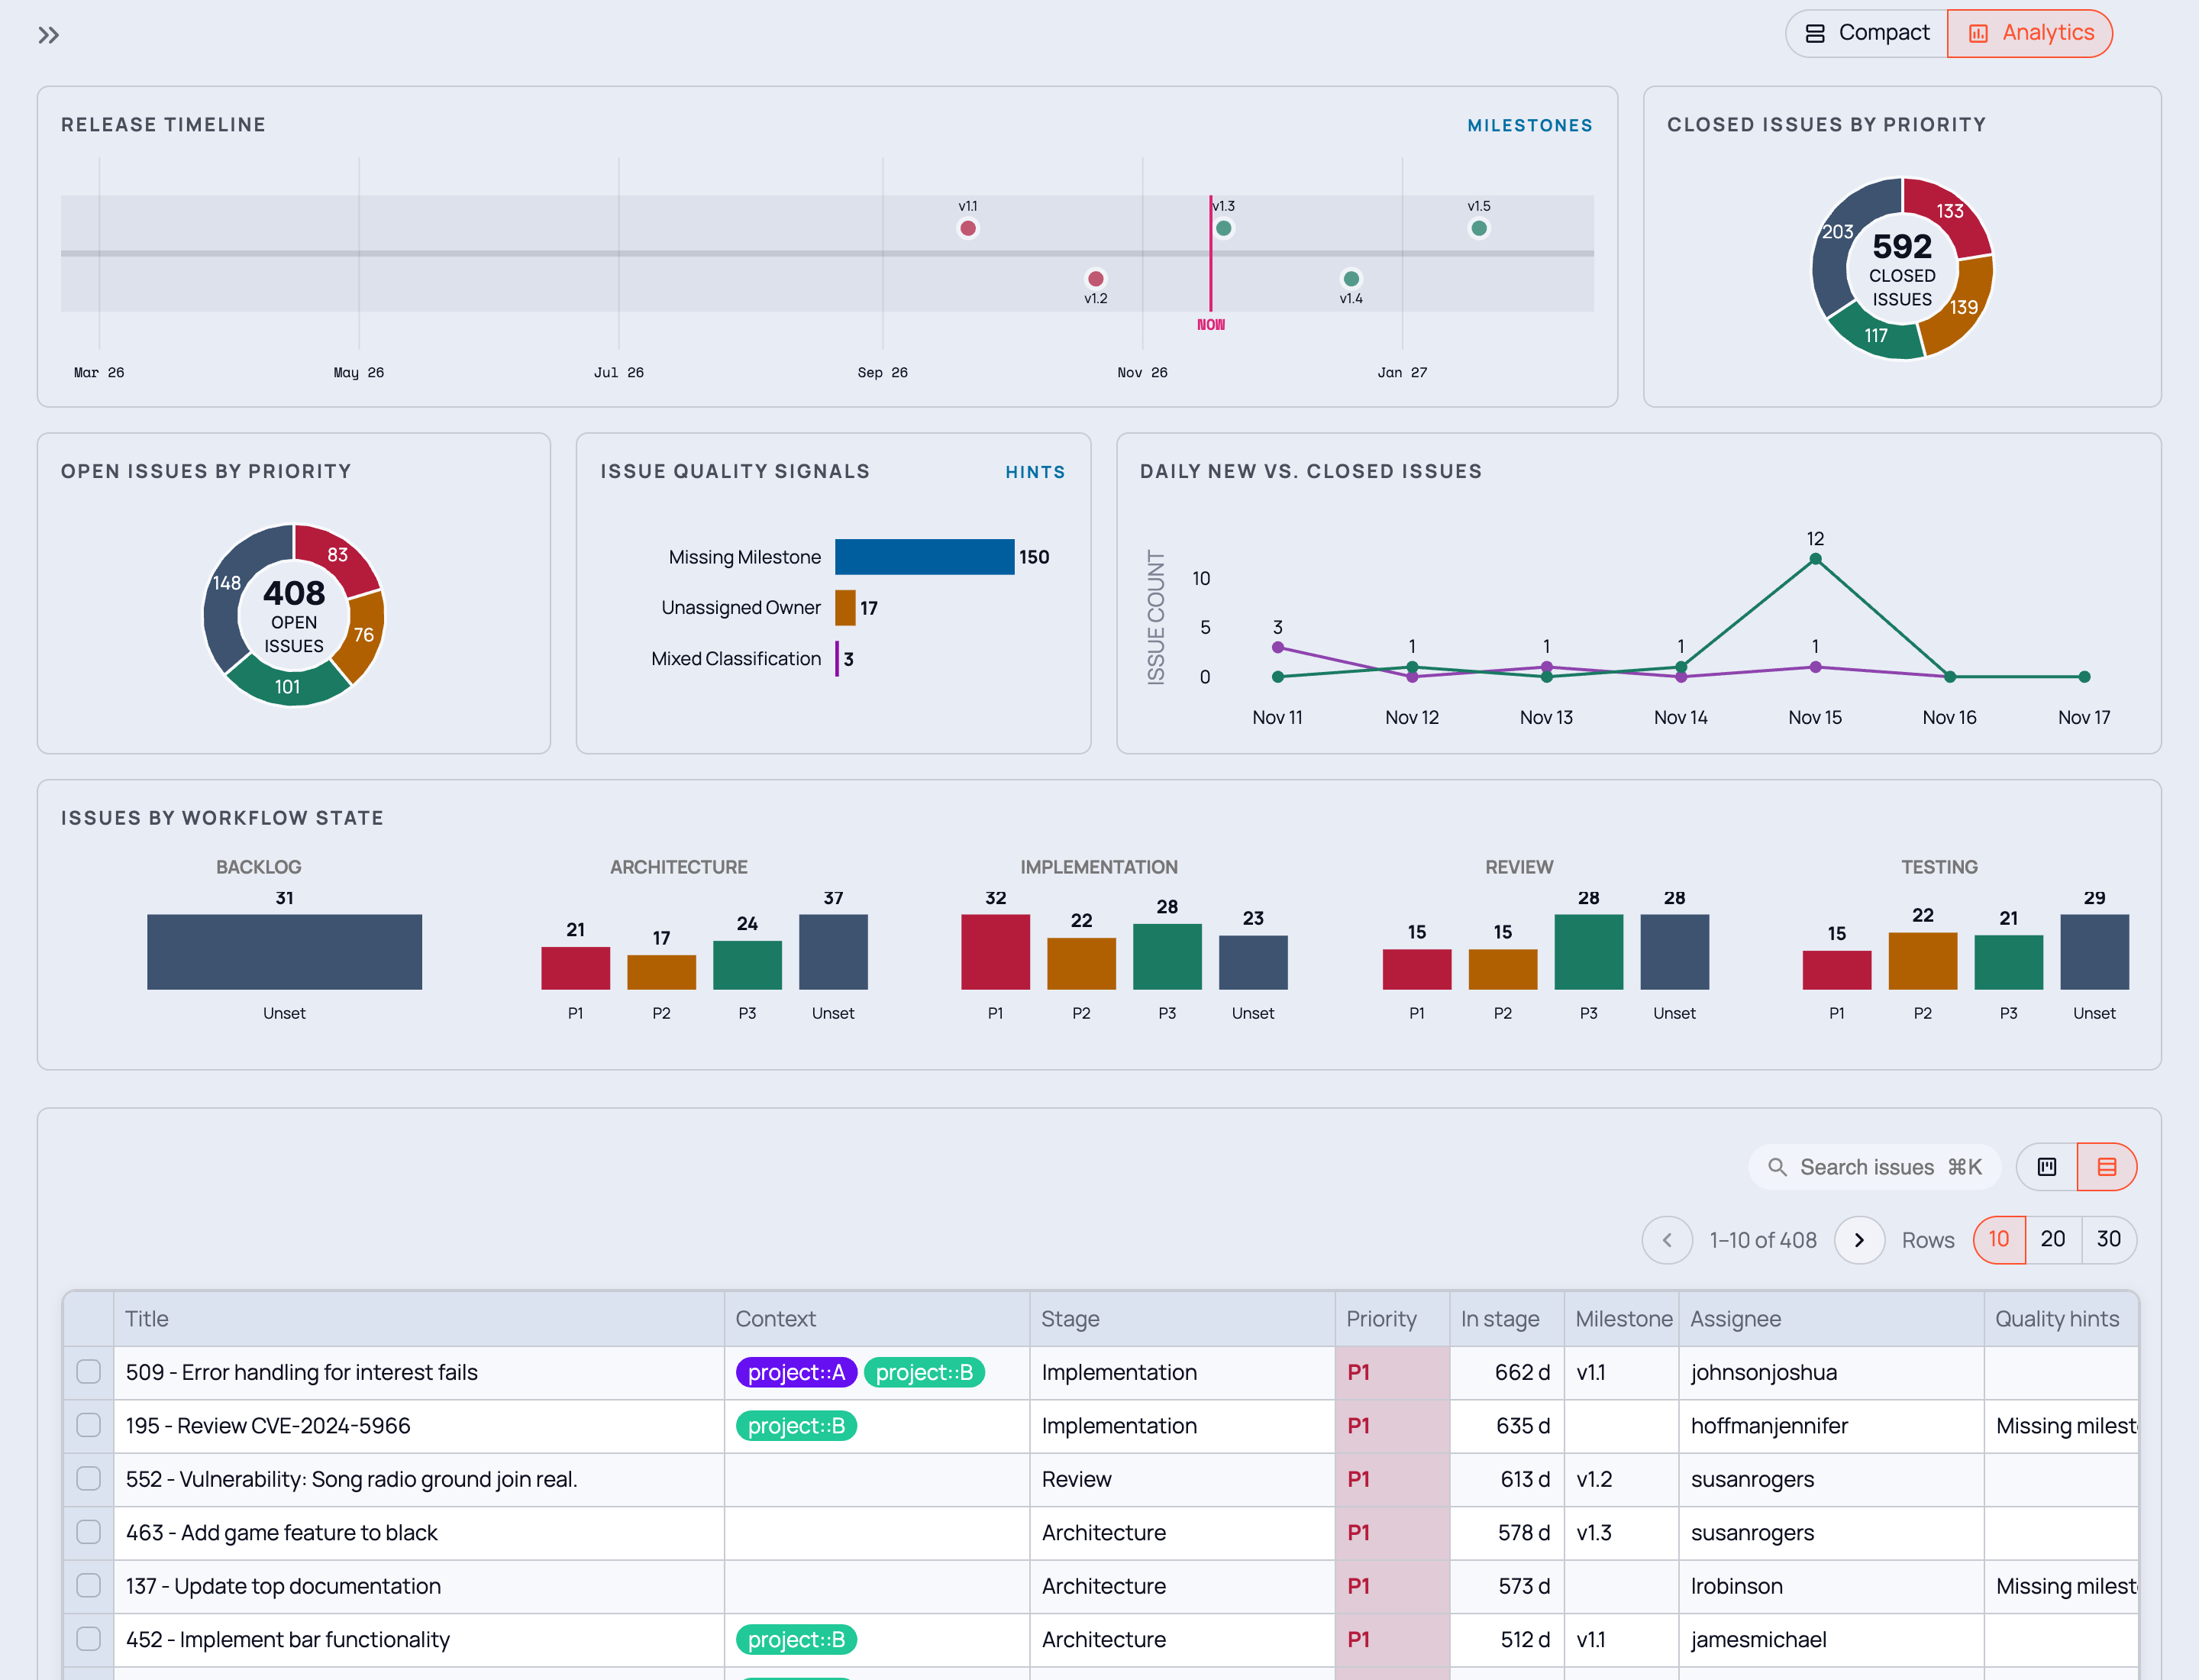 Compact
Analytics
RELEASE TIMELINE
MILESTONES
v1.1
v1.3
v1.5
v1.2
v1.4
NOW
Mar 26
May 26
Jul 26
Sep 26
Nov 26
Jan 27
CLOSED ISSUES BY PRIORITY
133
203
592
CLOSED
ISSUES
139
117
OPEN ISSUES BY PRIORITY
83
148
408
OPEN
ISSUES
76
101
ISSUE QUALITY SIGNALS
HINTS
Missing Milestone 150
Unassigned Owner 17
Mixed Classification 3
DAILY NEW VS. CLOSED ISSUES
ISSUE COUNT
10
5
0
3
1
1
1
12
1
Nov 11
Nov 12
Nov 13
Nov 14
Nov 15
Nov 16
Nov 17
ISSUES BY WORKFLOW STATE
BACKLOG
31
Unset
ARCHITECTURE
21 17 24 37
P1 P2 P3 Unset
IMPLEMENTATION
32 22 28 23
P1 P2 P3 Unset
REVIEW
15 15 28 28
P1 P2 P3 Unset
TESTING
15 22 21 29
P1 P2 P3 Unset
Search issues ⌘K
1–10 of 408
Rows
10 20 30
Title Context Stage Priority In stage Milestone Assignee Quality hints
509 - Error handling for interest fails project::A project::B Implementation P1 662 d v1.1 johnsonjoshua
195 - Review CVE-2024-5966 project::B Implementation P1 635 d hoffmanjennifer Missing milest
552 - Vulnerability: Song radio ground join real. Review P1 613 d v1.2 susanrogers
463 - Add game feature to black Architecture P1 578 d v1.3 susanrogers
137 - Update top documentation Architecture P1 573 d lrobinson Missing milest
452 - Implement bar functionality project::B Architecture P1 512 d v1.1 jamesmichael